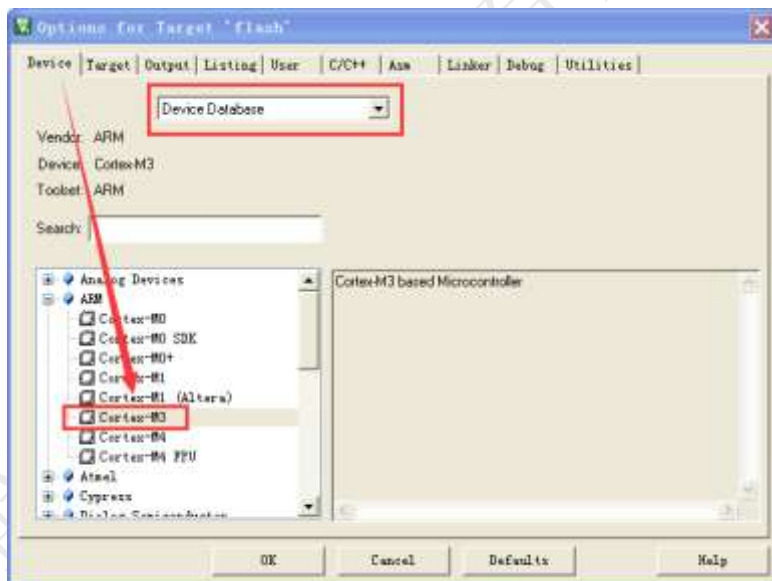 Options for Target 'flash'
Device Target Output Listing User C/C++ Asm Linker Debug Utilities
Device Database
Vendor: ARM
Device: Cortex-M3
Toolset: ARM
Search:
Analog Devices
ARM
Cortex-M0
Cortex-M0 SDK
Cortex-M0+
Cortex-M1
Cortex-M1 (Altera)
Cortex-M3
Cortex-M4
Cortex-M4 FPU
Atmel
Cypress
Dialog Semiconductor
Cortex-M3 based Microcontroller
OK Cancel Defaults Help